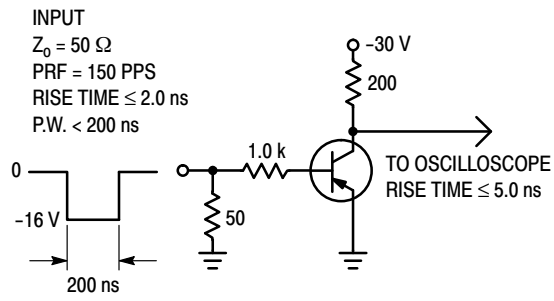 INPUT
Zₒ = 50 Ω
PRF = 150 PPS
RISE TIME ≤ 2.0 ns
P.W. < 200 ns
−30 V
200
1.0 k
TO OSCILLOSCOPE
RISE TIME ≤ 5.0 ns
0
50
−16 V
200 ns